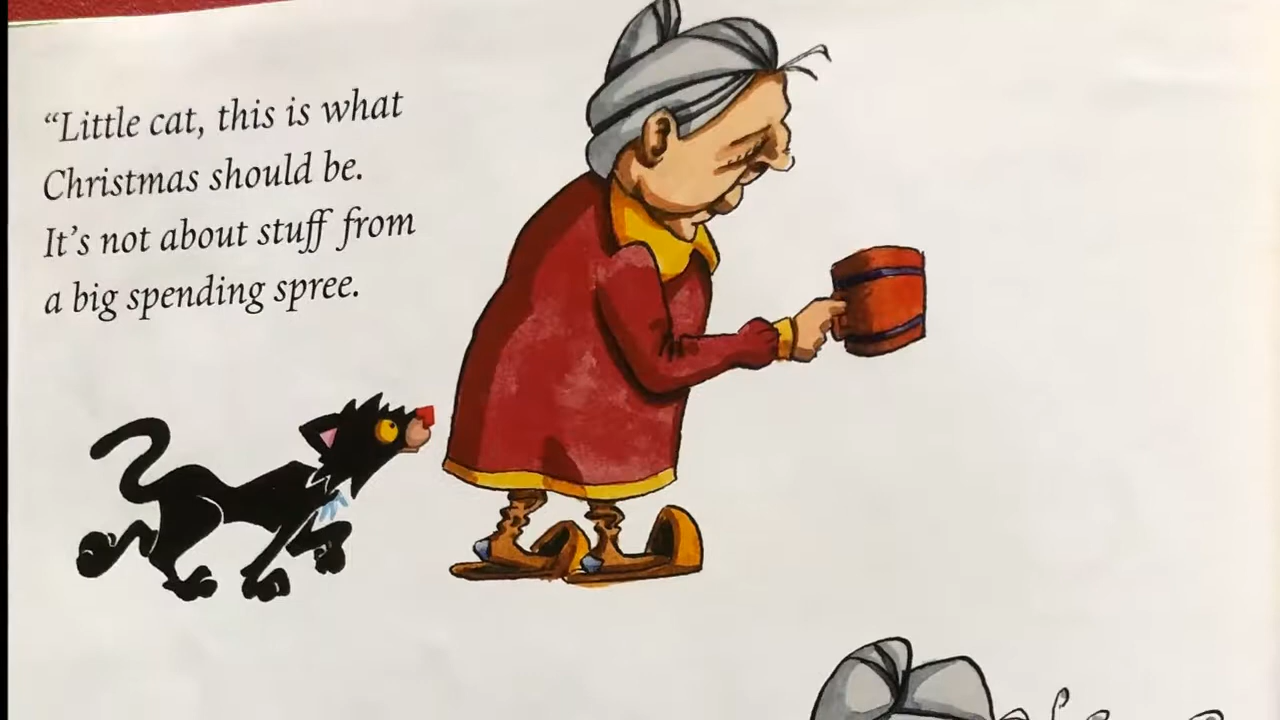 “Little cat, this is what
Christmas should be.
It’s not about stuff from
a big spending spree.